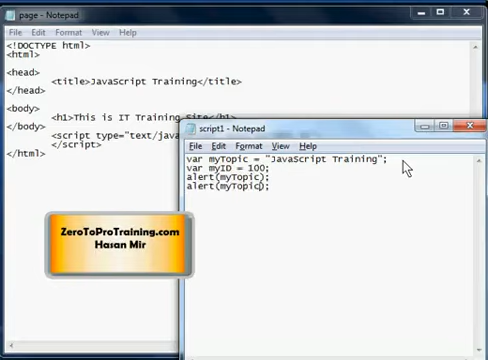 page - Notepad
File Edit Format View Help
<!DOCTYPE html>
<html>
<head>
<title>JavaScript Training</title>
</head>
<body>
<h1>This is IT Training Site</h1>
</body>
<script type="text/java
</script>
</html>
script1 - Notepad
File Edit Format View Help
var myTopic = "JavaScript Training";
var myID = 100;
alert(myTopic);
alert(myTopic);
ZeroToProTraining.com
Hasan Mir